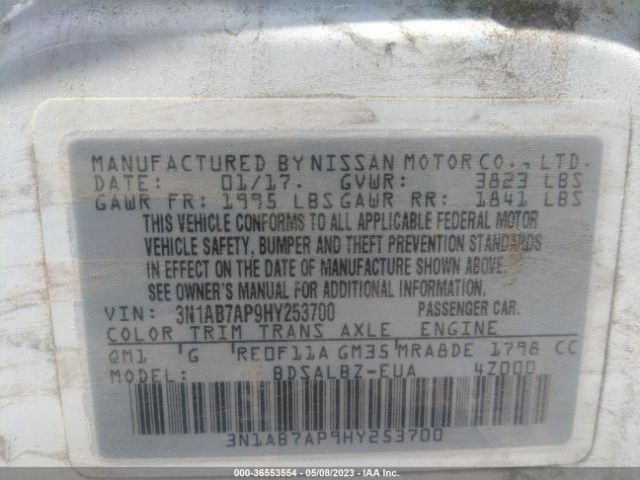 MANUFACTURED BY NISSAN MOTOR CO., LTD.
DATE: 01/17. GVWR: 3823 LBS
GAWR FR: 1995 LBS GAWR RR: 1841 LBS
THIS VEHICLE CONFORMS TO ALL APPLICABLE FEDERAL MOTOR
VEHICLE SAFETY, BUMPER AND THEFT PREVENTION STANDARDS
IN EFFECT ON THE DATE OF MANUFACTURE SHOWN ABOVE.
SEE OWNER'S MANUAL FOR ADDITIONAL INFORMATION.
VIN: 3N1AB7AP9HY253700 PASSENGER CAR.
COLOR TRIM TRANS AXLE ENGINE
QM1 G RE0F11A GM35 MRA8DE 1798 CC
MODEL: BDSALBZ-EUA 4Z000
3N1AB7AP9HY253700
000-36553554 - 05/08/2023 - Copyright IAA, Inc.